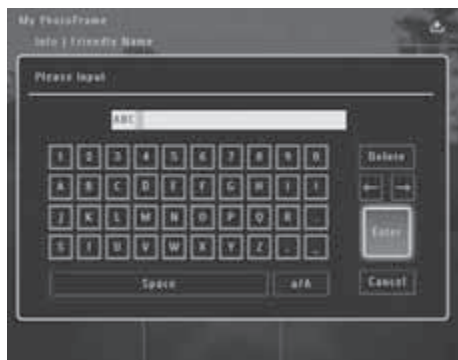 My PhotoFrame
Info | Friendly Name
Please Input
ABC
1 2 3 4 5 6 7 8 9 0 Delete
A B C D E F G H I ← →
J K L M N O P Q R Enter
S T U V W X Y Z
Space a/A Cancel